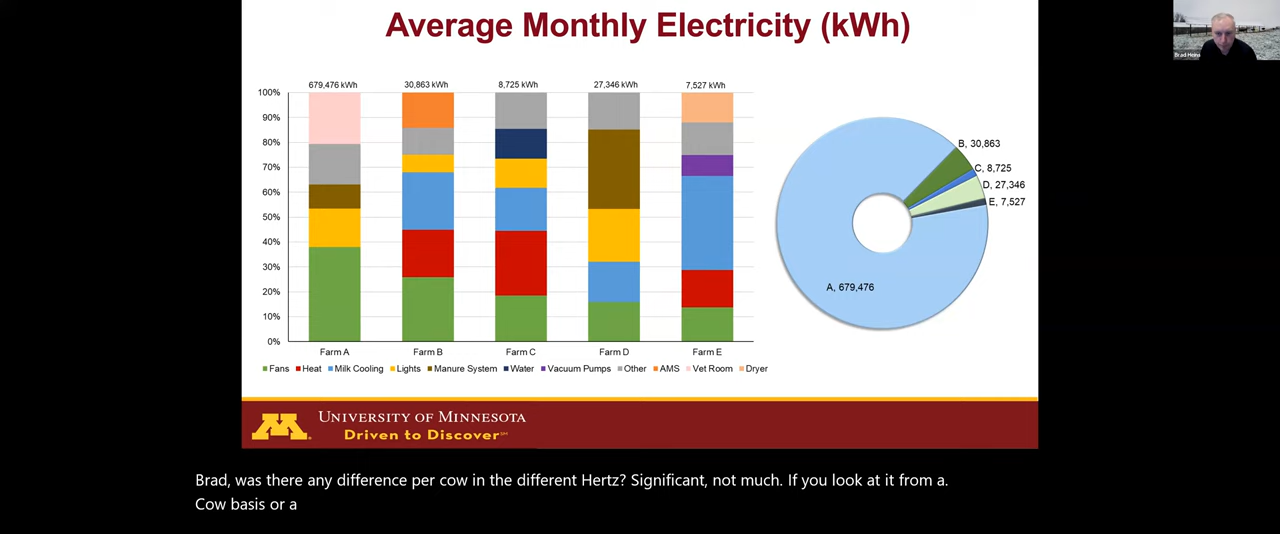 Average Monthly Electricity (kWh)
Brad Heins
679,476 kWh
30,863 kWh
8,725 kWh
27,346 kWh
7,527 kWh
100%
90%
80%
70%
60%
50%
40%
30%
20%
10%
0%
Farm A
Farm B
Farm C
Farm D
Farm E
Fans Heat Milk Cooling Lights Manure System Water Vacuum Pumps Other AMS Vet Room Dryer
B, 30,863
C, 8,725
D, 27,346
E, 7,527
A, 679,476
UNIVERSITY OF MINNESOTA
Driven to Discover℠
Brad, was there any difference per cow in the different Hertz? Significant, not much. If you look at it from a.
Cow basis or a